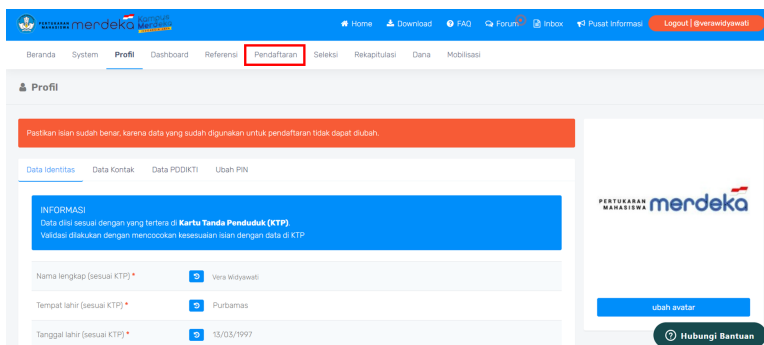 PERTUKARAN MAHASISWA merdeka Kampus Merdeka
Home Download FAQ Forum Inbox Pusat Informasi Logout | @verawidyawati
Beranda System Profil Dashboard Referensi Pendaftaran Seleksi Rekapitulasi Dana Mobilisasi
Profil
Pastikan isian sudah benar, karena data yang sudah digunakan untuk pendaftaran tidak dapat diubah.
Data Identitas Data Kontak Data PDDIKTI Ubah PIN
INFORMASI
Data diisi sesuai dengan yang tertera di Kartu Tanda Penduduk (KTP).
Validasi dilakukan dengan mencocokan kesesuaian isian dengan data di KTP
PERTUKARAN MAHASISWA merdeka
Nama lengkap (sesuai KTP) * Vera Widyawati
Tempat lahir (sesuai KTP) * Purbamas
ubah avatar
Tanggal lahir (sesuai KTP) * 13/03/1997
Hubungi Bantuan